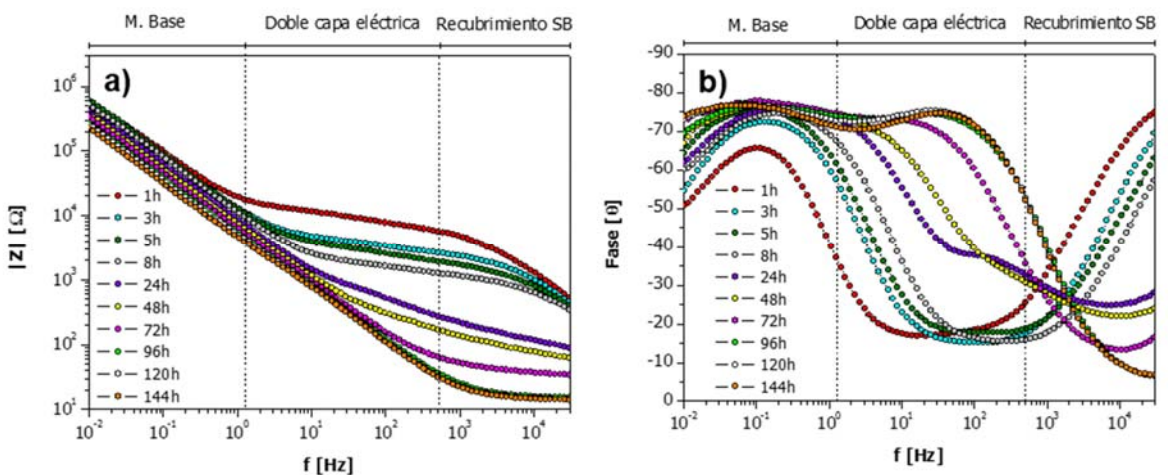 M. Base Doble capa eléctrica Recubrimiento SB
a)
10^6
10^5
10^4
10^3
10^2
10^1
|Z| [Ω]
1h
3h
5h
8h
24h
48h
72h
96h
120h
144h
10^-2 10^-1 10^0 10^1 10^2 10^3 10^4
f [Hz]
M. Base Doble capa eléctrica Recubrimiento SB
b)
-90
-80
-70
-60
-50
-40
-30
-20
-10
0
Fase [θ]
1h
3h
5h
8h
24h
48h
72h
96h
120h
144h
10^-2 10^-1 10^0 10^1 10^2 10^3 10^4
f [Hz]